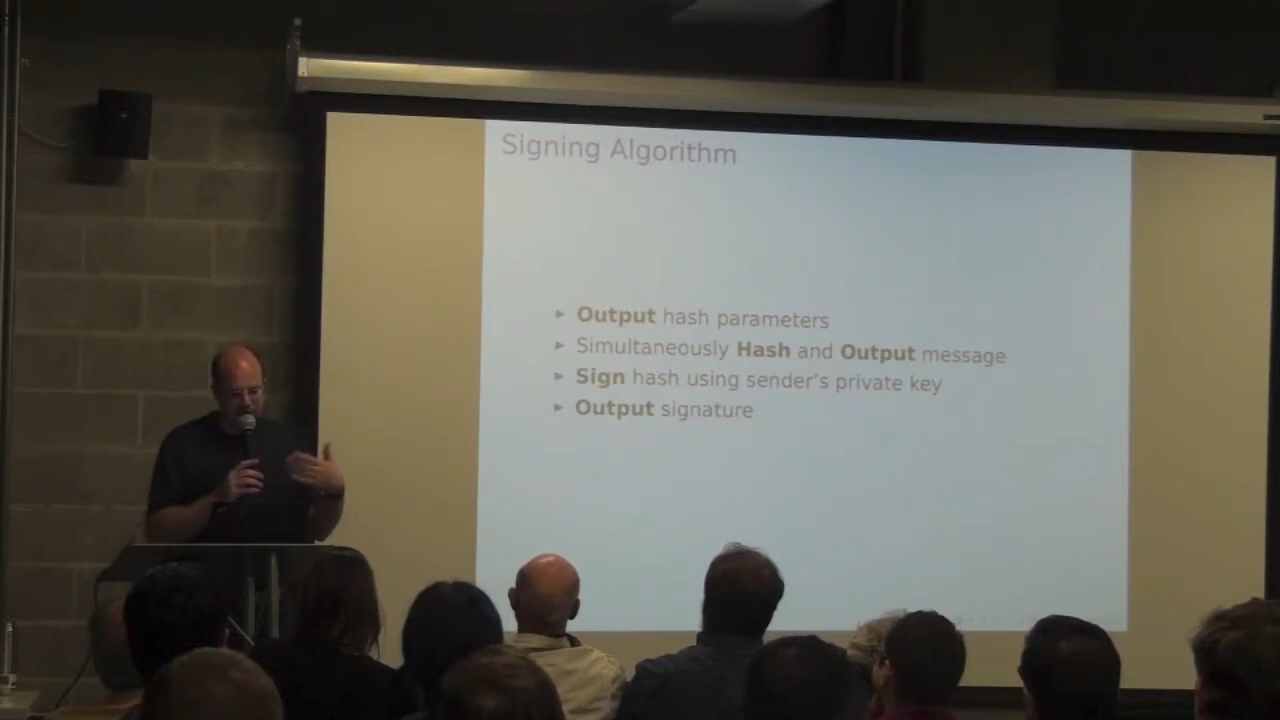 Signing Algorithm
▸ Output hash parameters
▸ Simultaneously Hash and Output message
▸ Sign hash using sender's private key
▸ Output signature